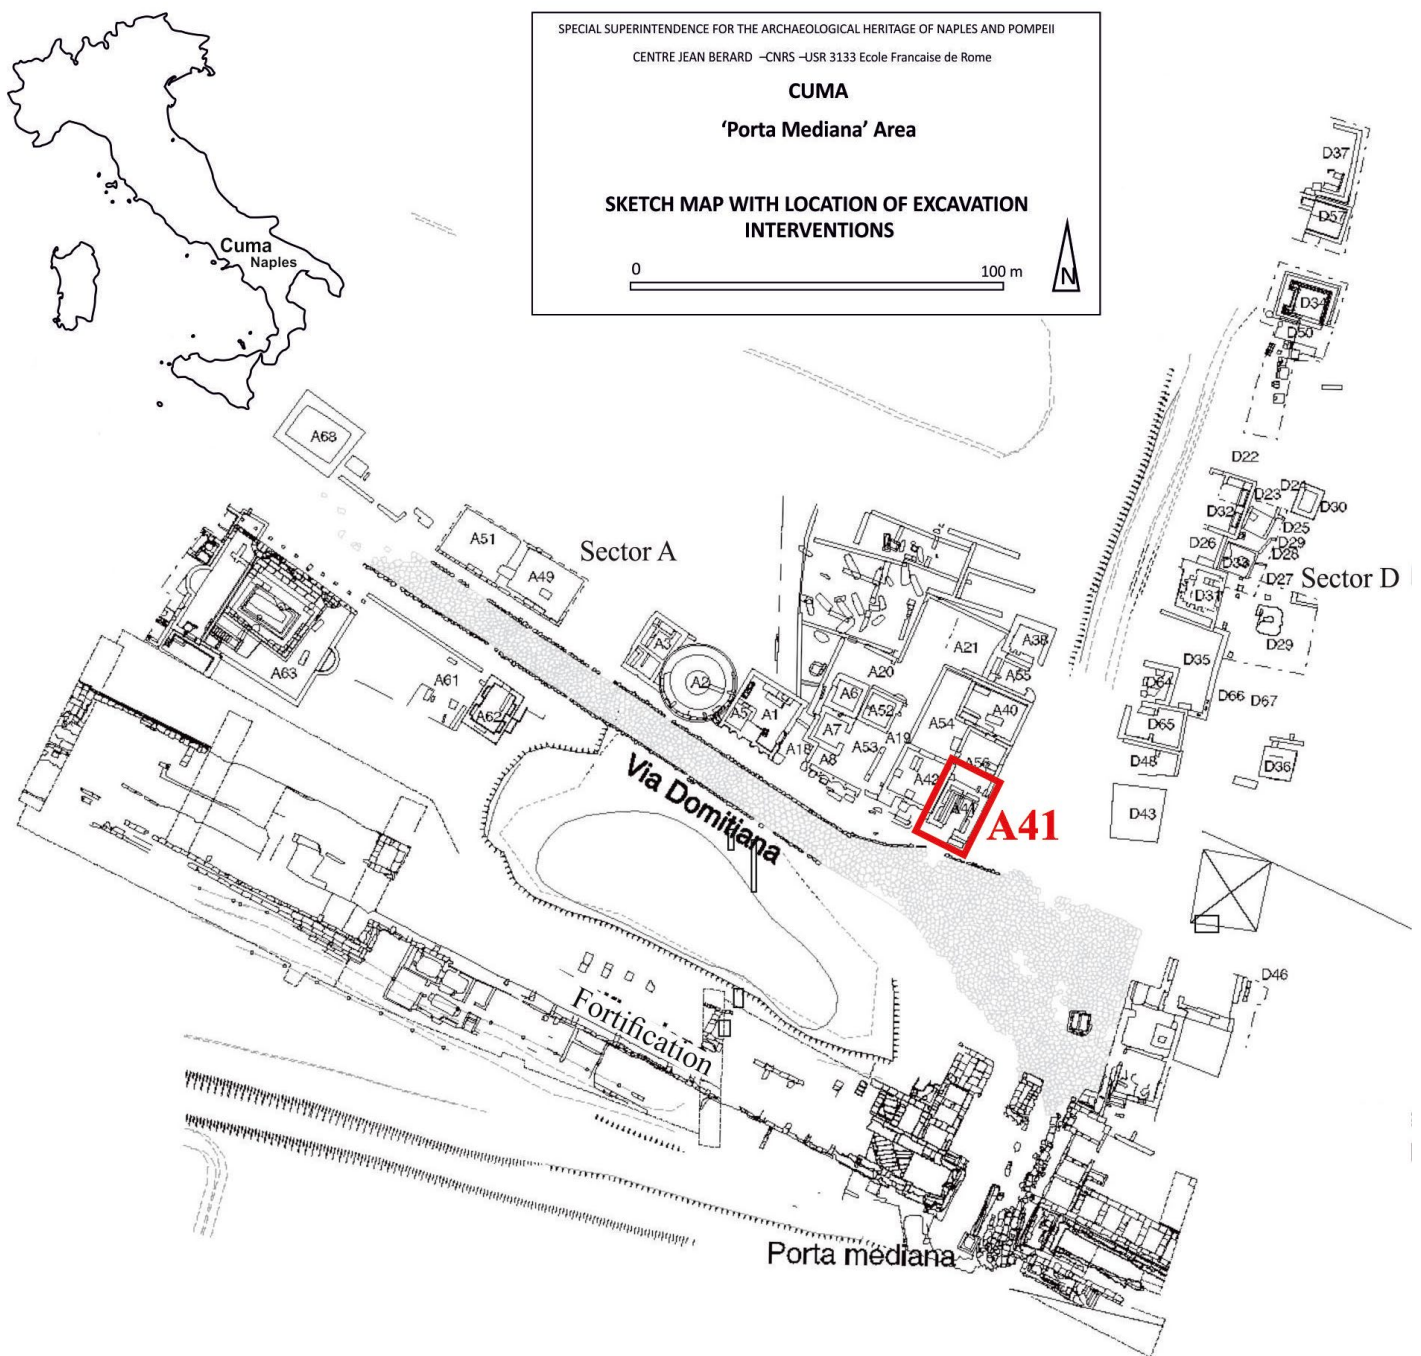 SPECIAL SUPERINTENDENCE FOR THE ARCHAEOLOGICAL HERITAGE OF NAPLES AND POMPEII
CENTRE JEAN BERARD –CNRS –USR 3133 Ecole Francaise de Rome
CUMA
‘Porta Mediana’ Area
SKETCH MAP WITH LOCATION OF EXCAVATION
INTERVENTIONS
0 100 m
N
Cuma
Naples
D37
D57
D34
D50
A63
D22
D23
D24
D30
D32
D25
D26
D29
D28
D33
D27
Sector D
D31
D29
A51
Sector A
A49
A3
A2
A1
A5
A18
A20
A21
A38
A55
A6
A52
A7
A8
A53
A19
A54
A40
A56
A42
A41
A41
D35
D64
D66
D67
D65
D48
D36
D43
A63
A61
A62
Via Domitiana
D46
Fortification
Porta mediana